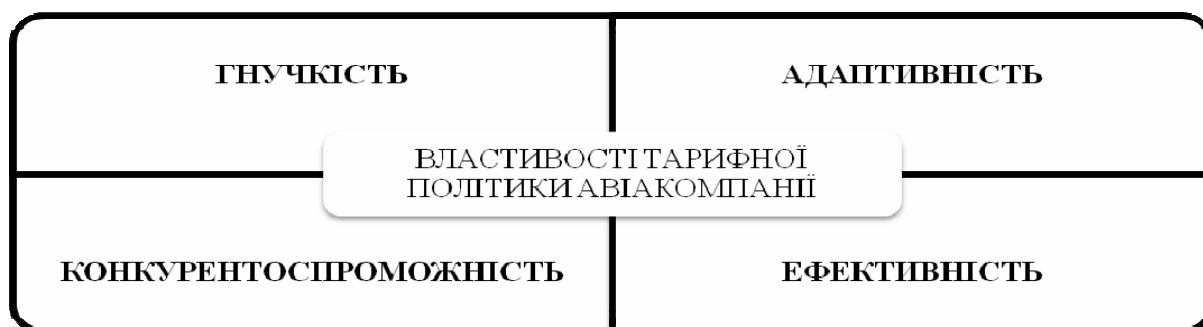 ГНУЧКІСТЬ
АДАПТИВНІСТЬ
ВЛАСТИВОСТІ ТАРИФНОЇ
ПОЛІТИКИ АВІАКОМПАНІЇ
КОНКУРЕНТОСПРОМОЖНІСТЬ
ЕФЕКТИВНІСТЬ